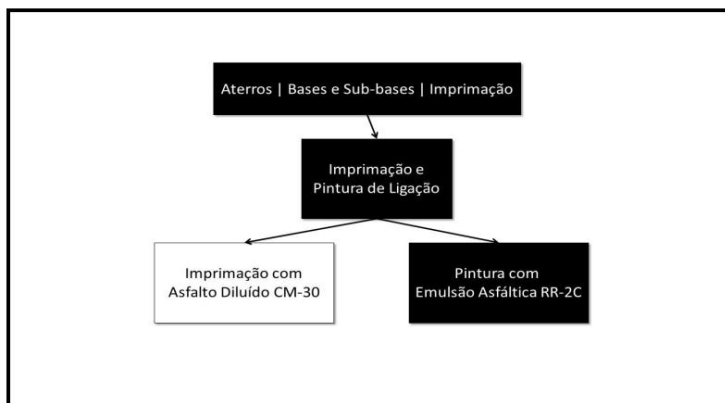 Aterros | Bases e Sub-bases | Imprimação
Imprimação e
Pintura de Ligação
Imprimação com
Asfalto Diluído CM-30
Pintura com
Emulsão Asfáltica RR-2C